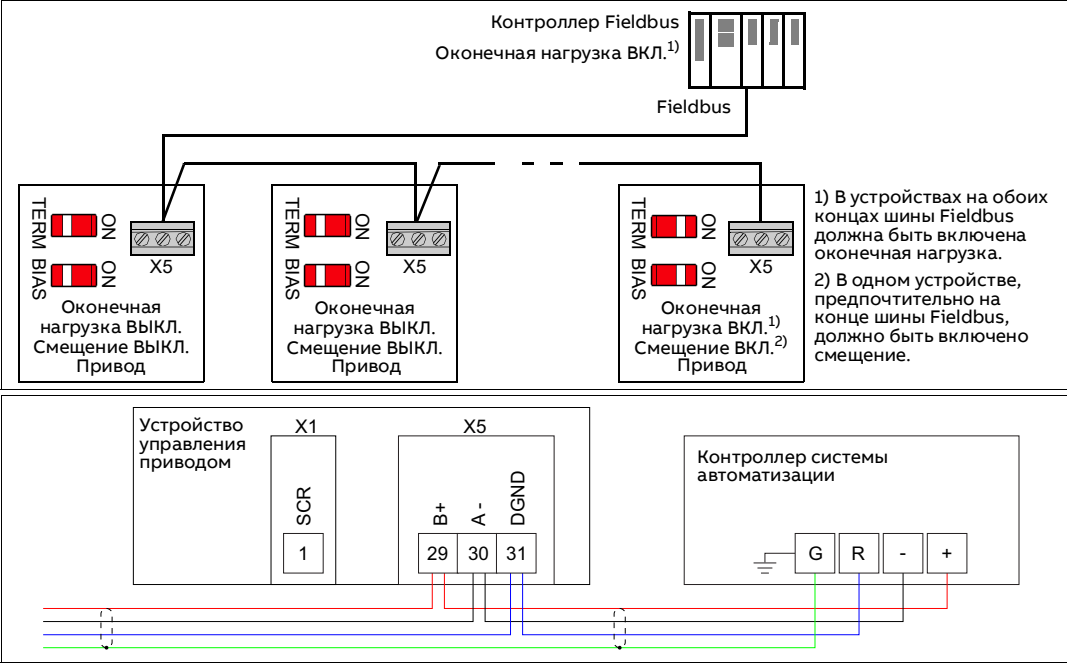 Контроллер Fieldbus
Оконечная нагрузка ВКЛ.1)
Fieldbus
TERM
ON
BIAS
ON
X5
Оконечная
нагрузка ВЫКЛ.
Смещение ВЫКЛ.
Привод
TERM
ON
BIAS
ON
X5
Оконечная
нагрузка ВЫКЛ.
Смещение ВЫКЛ.
Привод
TERM
ON
BIAS
ON
X5
Оконечная
нагрузка ВКЛ.1)
Смещение ВКЛ.2)
Привод
1) В устройствах на обоих
концах шины Fieldbus
должна быть включена
оконечная нагрузка.
2) В одном устройстве,
предпочтительно на
конце шины Fieldbus,
должно быть включено
смещение.
Устройство
управления
приводом
X1
SCR
1
X5
B+
A -
DGND
29
30
31
Контроллер системы
автоматизации
G
R
-
+